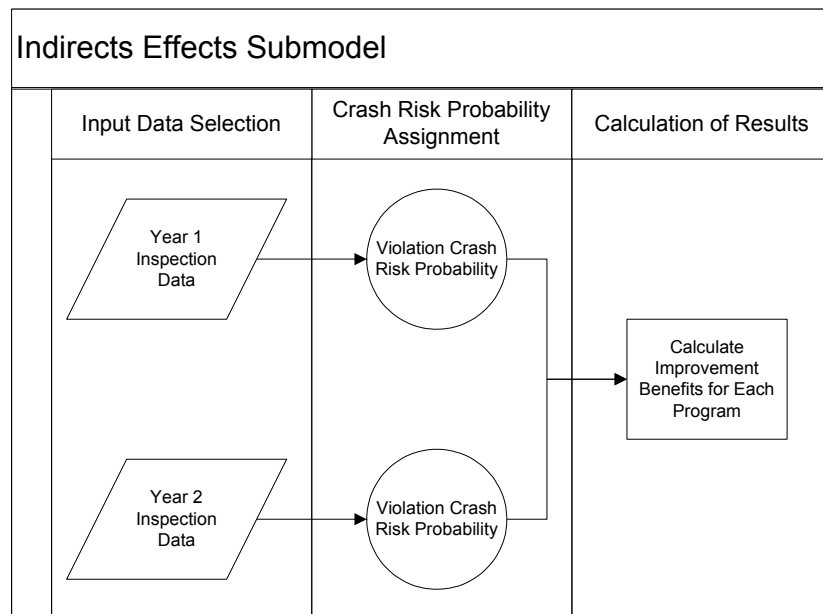 Indirects Effects Submodel
Input Data Selection
Crash Risk Probability
Assignment
Calculation of Results
Year 1
Inspection
Data
Violation Crash
Risk Probability
Calculate
Improvement
Benefits for Each
Program
Year 2
Inspection
Data
Violation Crash
Risk Probability